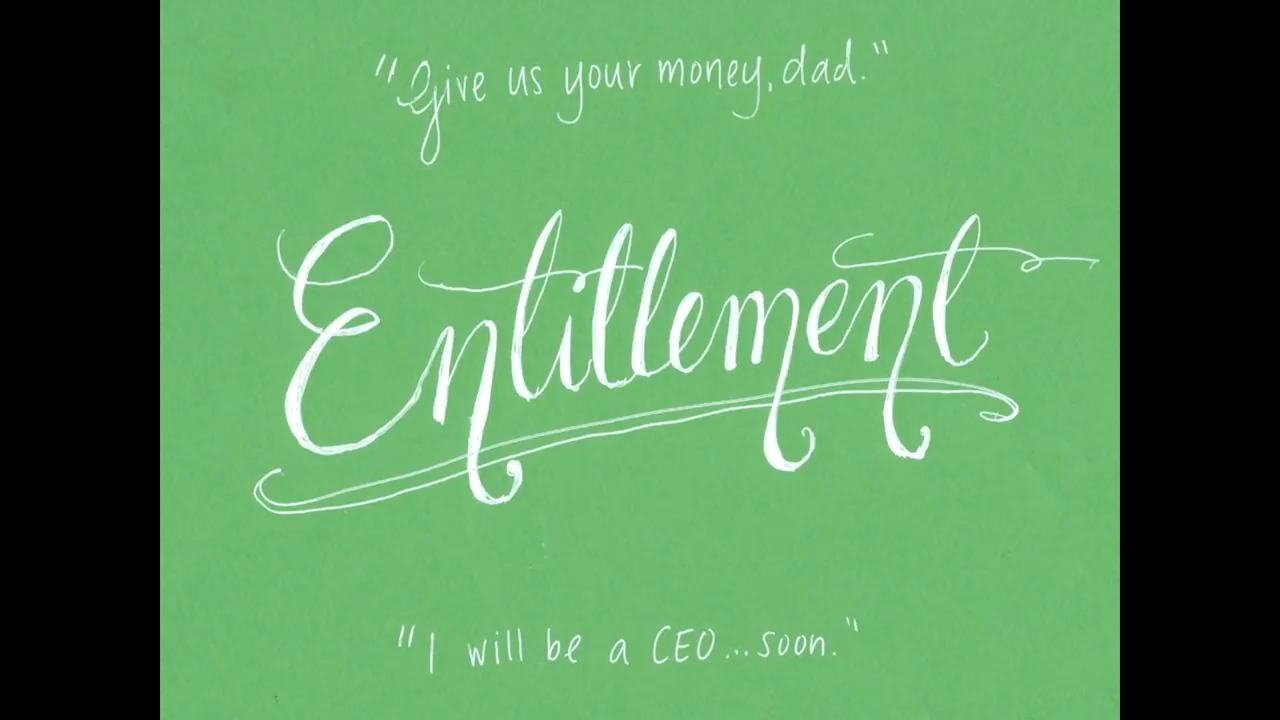 "Give us your money, dad."
Entitlement
"I will be a CEO...soon."